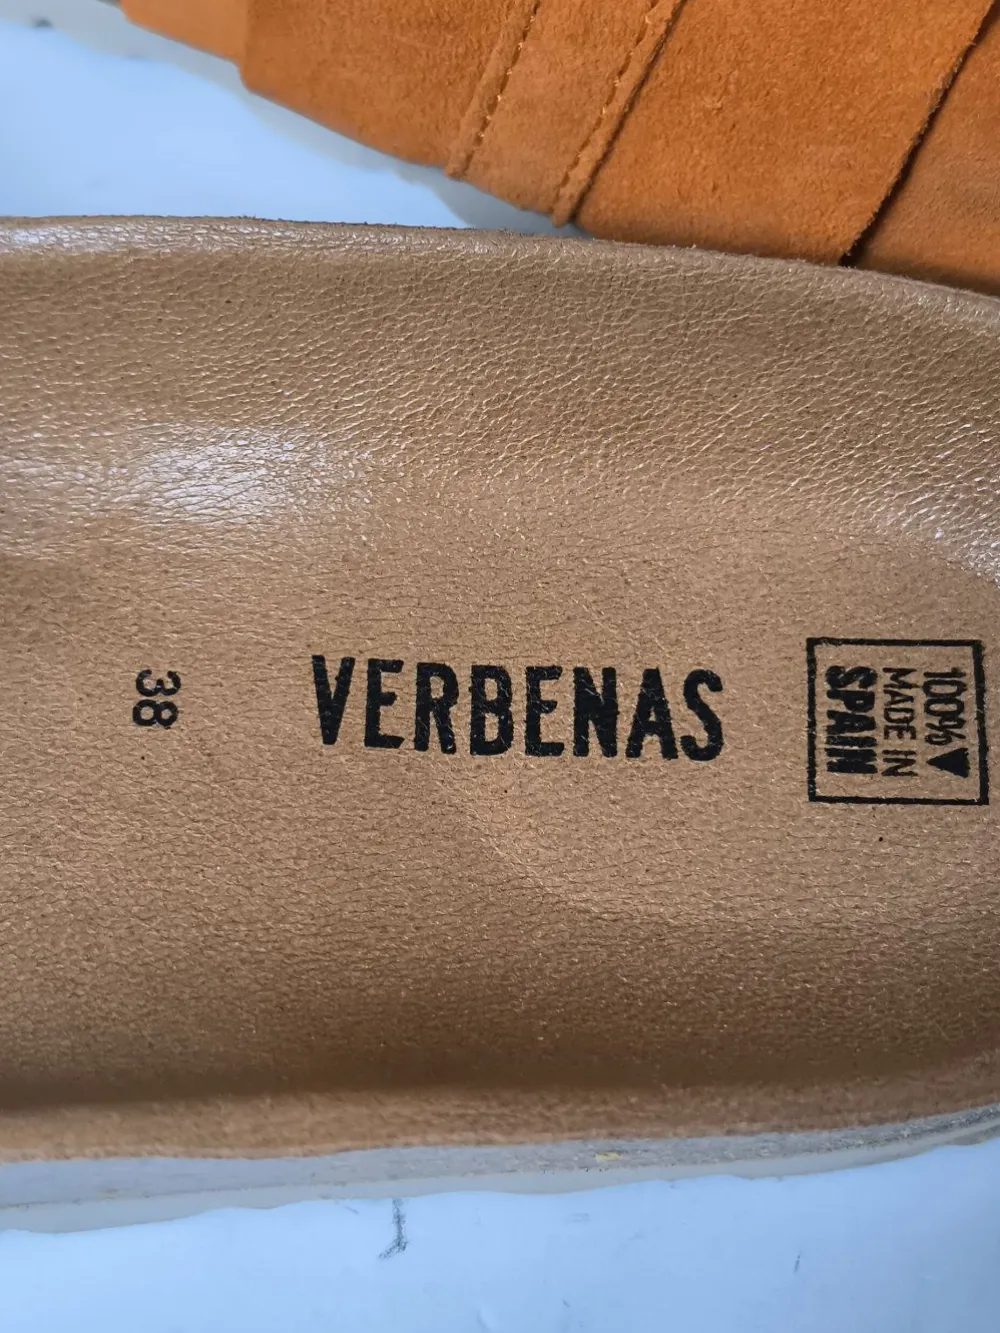 38
VERBENAS
100%
MADE IN
SPAIN